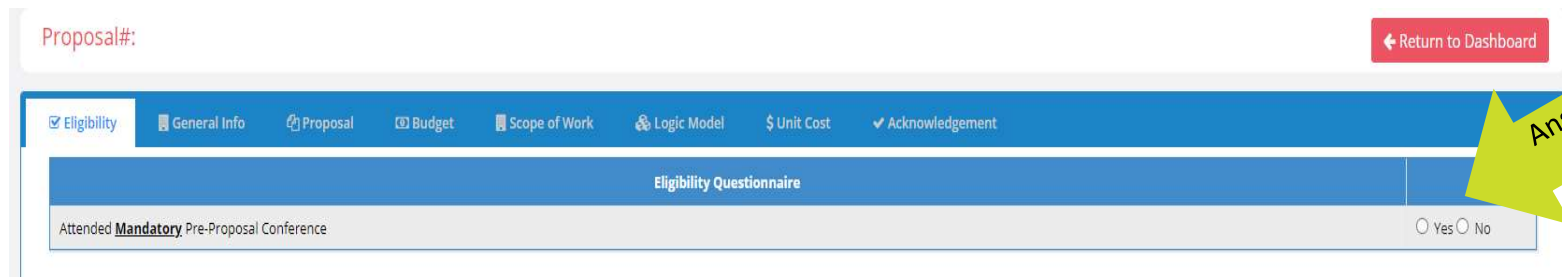 Proposal#:
Return to Dashboard
Eligibility General Info Proposal Budget Scope of Work Logic Model $ Unit Cost Acknowledgement
Eligibility Questionnaire
Attended Mandatory Pre-Proposal Conference Yes No